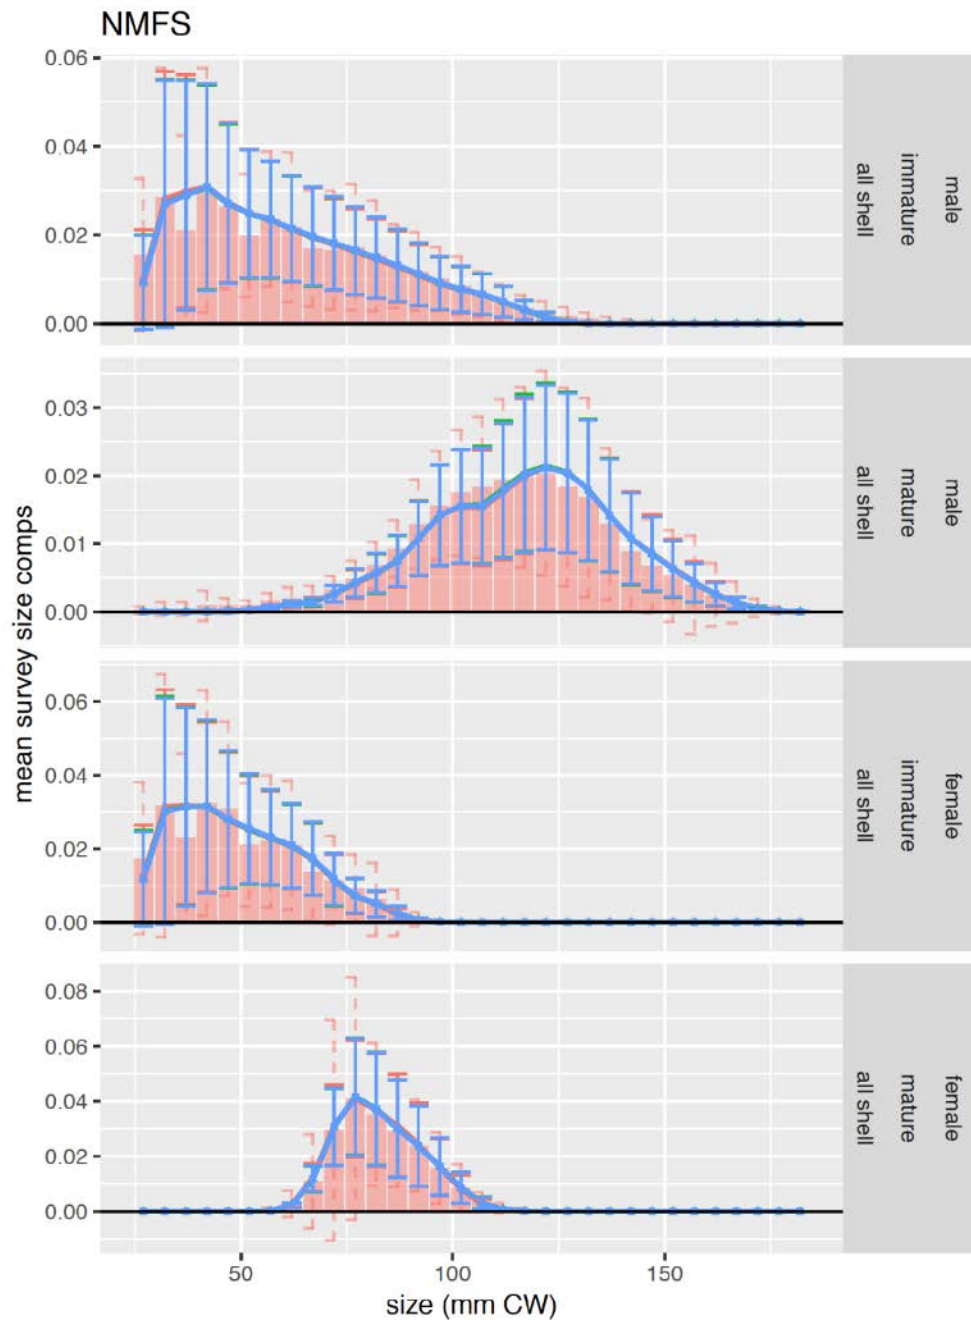 NMFS
mean survey size comps
0.06
0.04
0.02
0.00
male
immature
all shell
0.03
0.02
0.01
0.00
male
mature
all shell
0.06
0.04
0.02
0.00
female
immature
all shell
0.08
0.06
0.04
0.02
0.00
female
mature
all shell
50
100
150
size (mm CW)